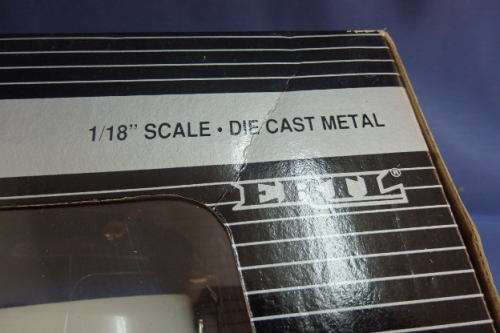 1/18" SCALE • DIE CAST METAL
ERTL®